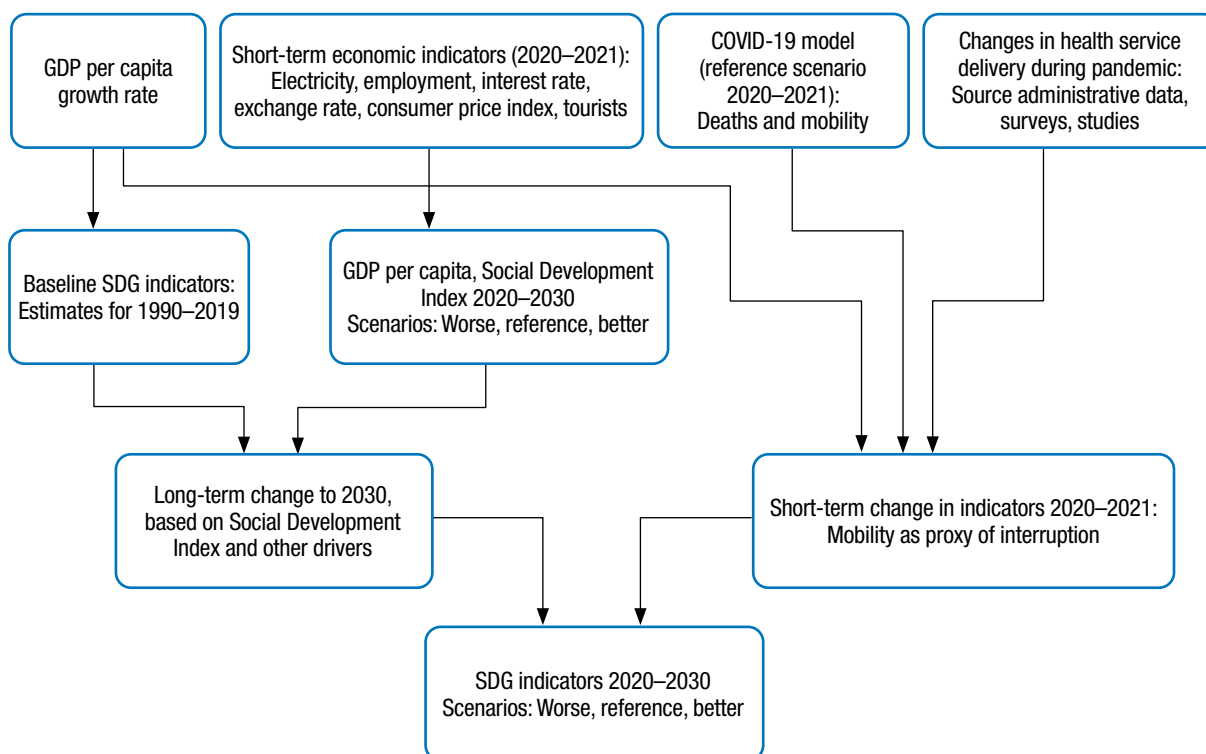 GDP per capita
growth rate
Short-term economic indicators (2020–2021):
Electricity, employment, interest rate,
exchange rate, consumer price index, tourists
COVID-19 model
(reference scenario
2020–2021):
Deaths and mobility
Changes in health service
delivery during pandemic:
Source administrative data,
surveys, studies
Baseline SDG indicators:
Estimates for 1990–2019
GDP per capita, Social Development
Index 2020–2030
Scenarios: Worse, reference, better
Long-term change to 2030,
based on Social Development
Index and other drivers
Short-term change in indicators 2020–2021:
Mobility as proxy of interruption
SDG indicators 2020–2030
Scenarios: Worse, reference, better